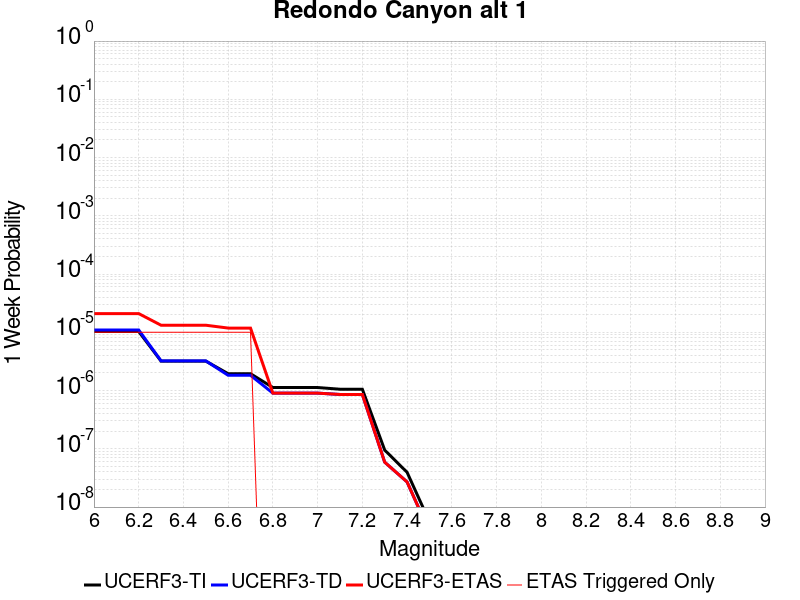 Redondo Canyon alt 1
10^0
10^-1
10^-2
10^-3
10^-4
10^-5
10^-6
10^-7
10^-8
1 Week Probability
6 6.2 6.4 6.6 6.8 7 7.2 7.4 7.6 7.8 8 8.2 8.4 8.6 8.8 9
Magnitude
UCERF3-TI UCERF3-TD UCERF3-ETAS ETAS Triggered Only